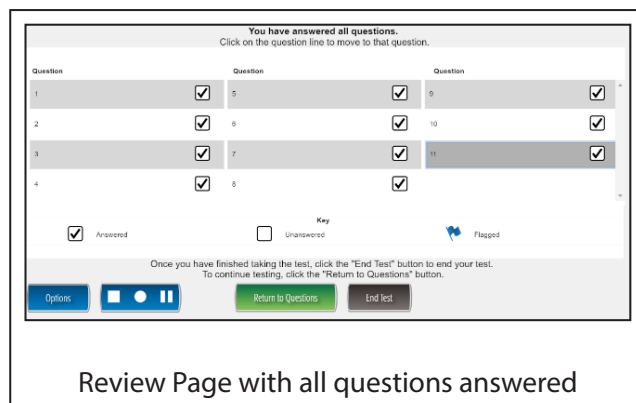 You have answered all questions.
Click on the question line to move to that question.
Question Question Question
1 5 9
2 6 10
3 7 11
4 8
Key
Answered Unanswered Flagged
Once you have finished taking the test, click the "End Test" button to end your test.
To continue testing, click the "Return to Questions" button.
Options Return to Questions End Test
Review Page with all questions answered